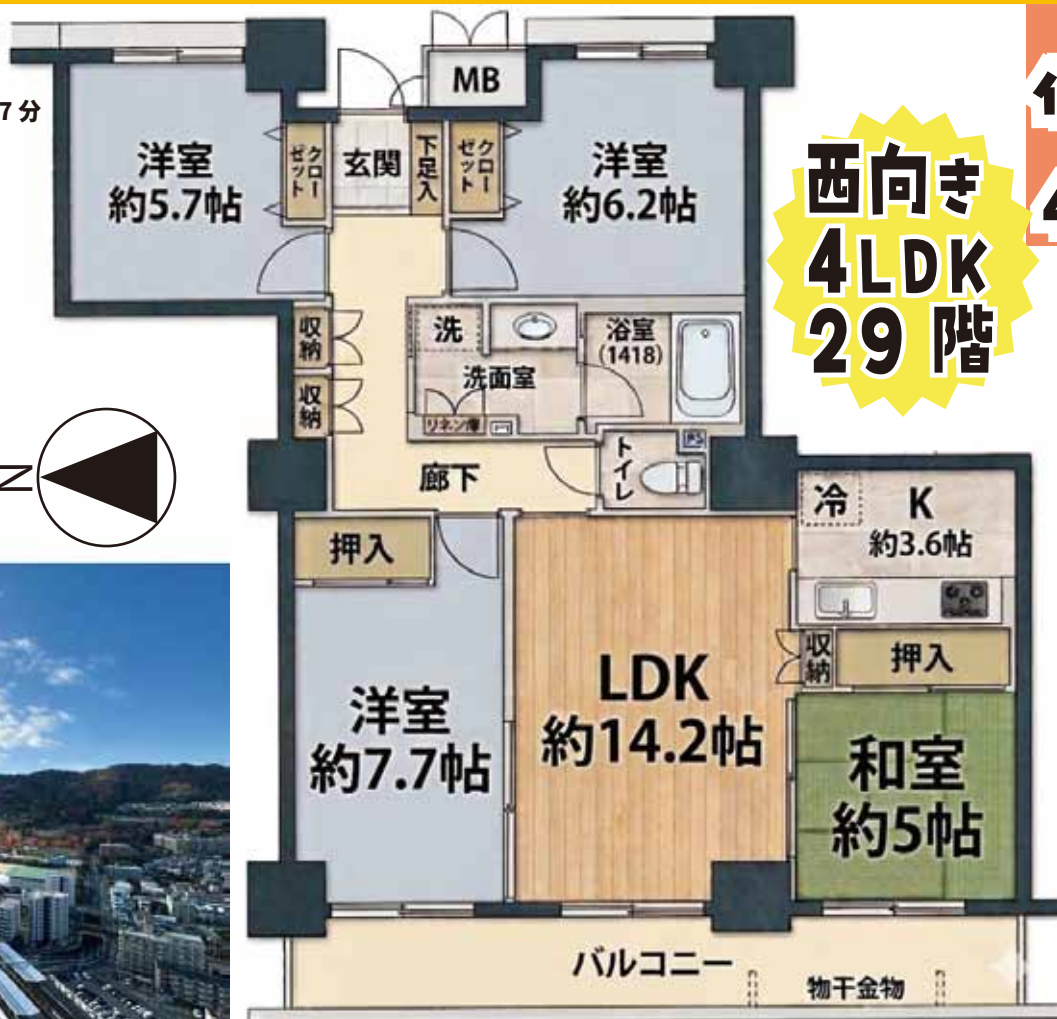 7分
MB
洋室
約5.7帖
クロー
ゼット
玄関
下足入
クロー
ゼット
洋室
約6.2帖
西向き
4LDK
29階
収納
収納
洗
洗面室
浴室
(1418)
リネン庫
トイレ
廊下
N
押入
冷
K
約3.6帖
収納
押入
洋室
約7.7帖
LDK
約14.2帖
和室
約5帖
バルコニー
物干金物